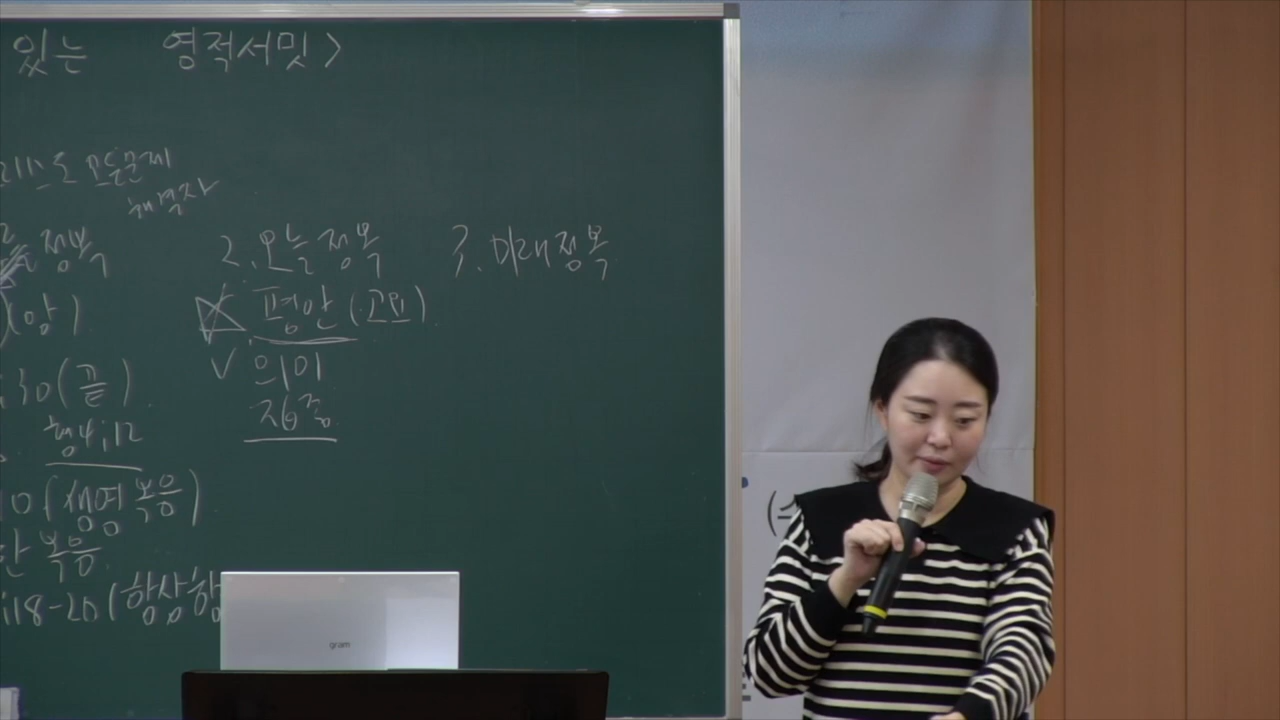 있는 영적서밋>
리스도 모든문제
해결자
정복
2. 오늘정복
3. 미래정복
(양)
평안(고민)
V 의미
:30(끝)
행4:12
10(생명복음)
한 복음
:18-20(항상함
gram